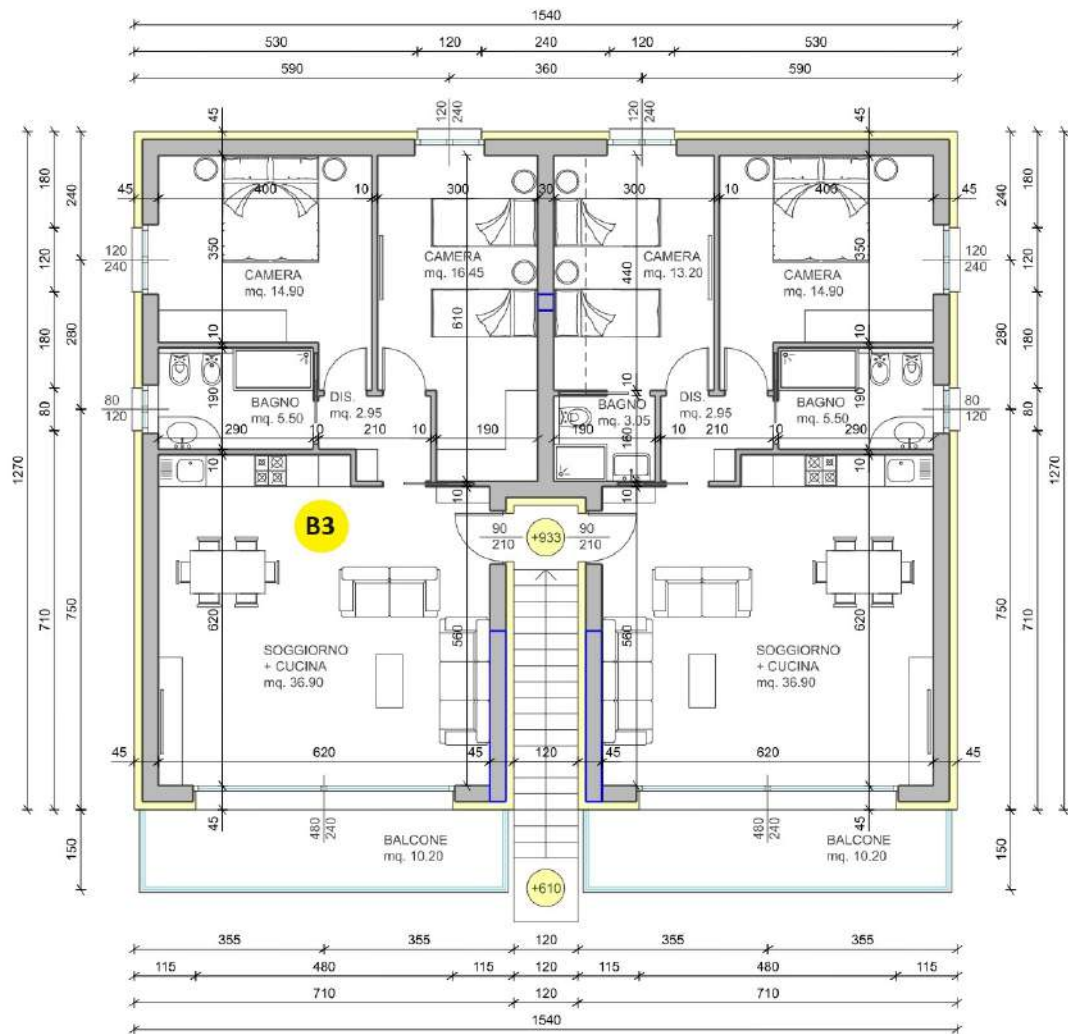 1540
530 120 240 120 530
590 360 590
120
240
120
240
45 45
45 400 10 300 30 300 10 400 45
180 240 240 180
1270 1270
120
240
120
240
120 120
350 350
CAMERA
mq. 14.90
CAMERA
mq. 16.45
CAMERA
mq. 13.20
CAMERA
mq. 14.90
440
610
180 280 280 180
10 10
80
120
80
120
80 80
190 190
BAGNO
mq. 5.50
DIS.
mq. 2.95
BAGNO
mq. 3.05
DIS.
mq. 2.95
BAGNO
mq. 5.50
10
160
290 10 210 10 190 190 10 210 10 290
10 10
10 10
B3
90
210
+933
90
210
710 750 750 710
620 560 560 620
SOGGIORNO
+ CUCINA
mq. 36.90
SOGGIORNO
+ CUCINA
mq. 36.90
45 620 45 120 45 620 45
45 45
480
240
480
240
150 150
BALCONE
mq. 10.20
BALCONE
mq. 10.20
+610
355 355 120 355 355
115 480 115 120 115 480 115
710 120 710
1540